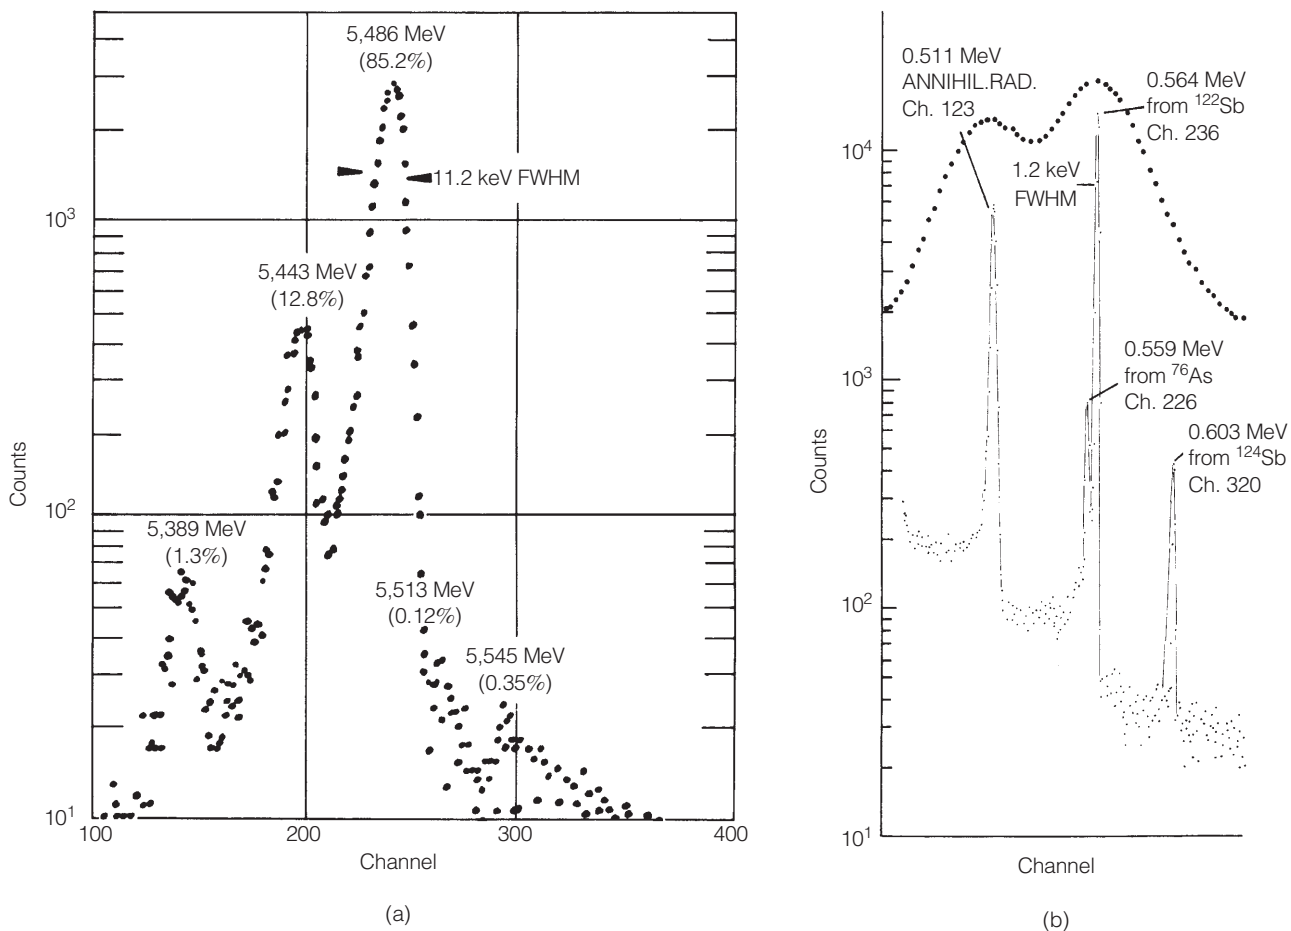 5,486 MeV
(85.2%)
11.2 keV FWHM
10³
5,443 MeV
(12.8%)
Counts
10²
5,389 MeV
(1.3%)
5,513 MeV
(0.12%)
5,545 MeV
(0.35%)
10¹
100
200
300
400
Channel
(a)
0.511 MeV
ANNIHIL.RAD.
Ch. 123
0.564 MeV
from ¹²²Sb
Ch. 236
10⁴
1.2 keV
FWHM
0.559 MeV
from ⁷⁶As
Ch. 226
10³
0.603 MeV
from ¹²⁴Sb
Ch. 320
Counts
10²
10¹
Channel
(b)